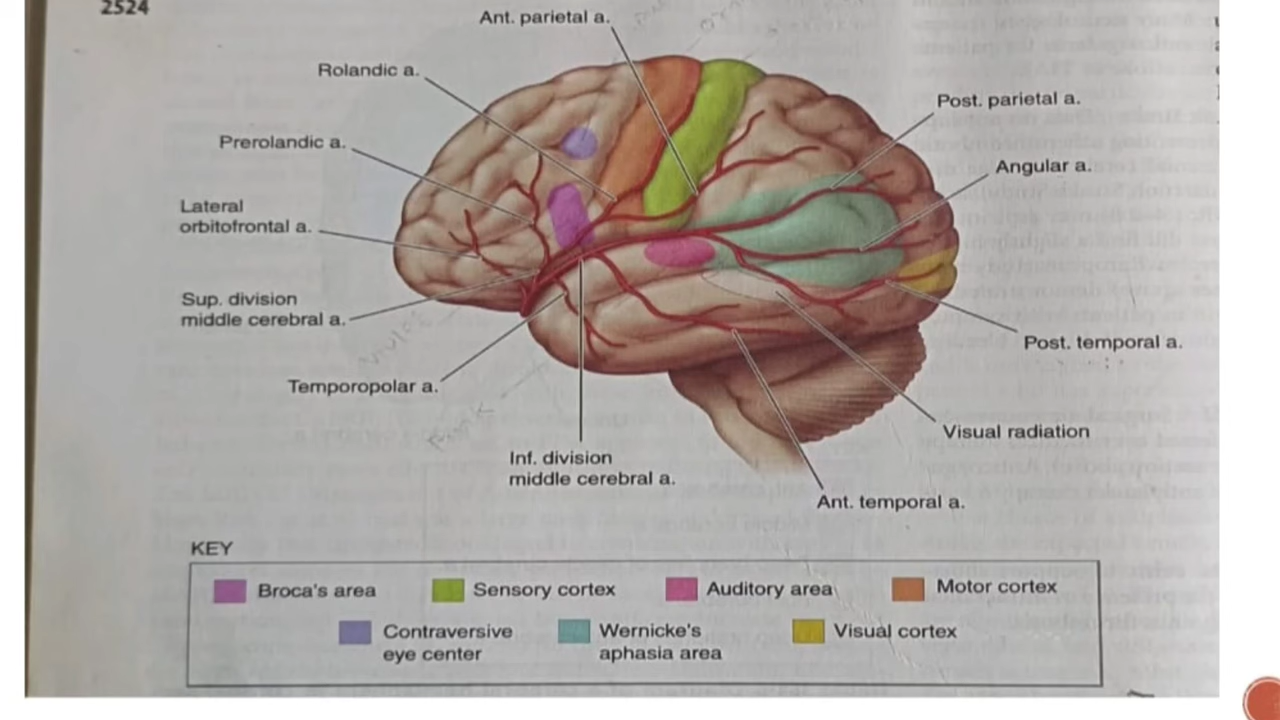 2524
Ant. parietal a.
Rolandic a.
Post. parietal a.
Prerolandic a.
Angular a.
Lateral
orbitofrontal a.
Sup. division
middle cerebral a.
Post. temporal a.
Temporopolar a.
Visual radiation
Inf. division
middle cerebral a.
Ant. temporal a.
KEY
Broca's area
Sensory cortex
Auditory area
Motor cortex
Contraversive
eye center
Wernicke's
aphasia area
Visual cortex